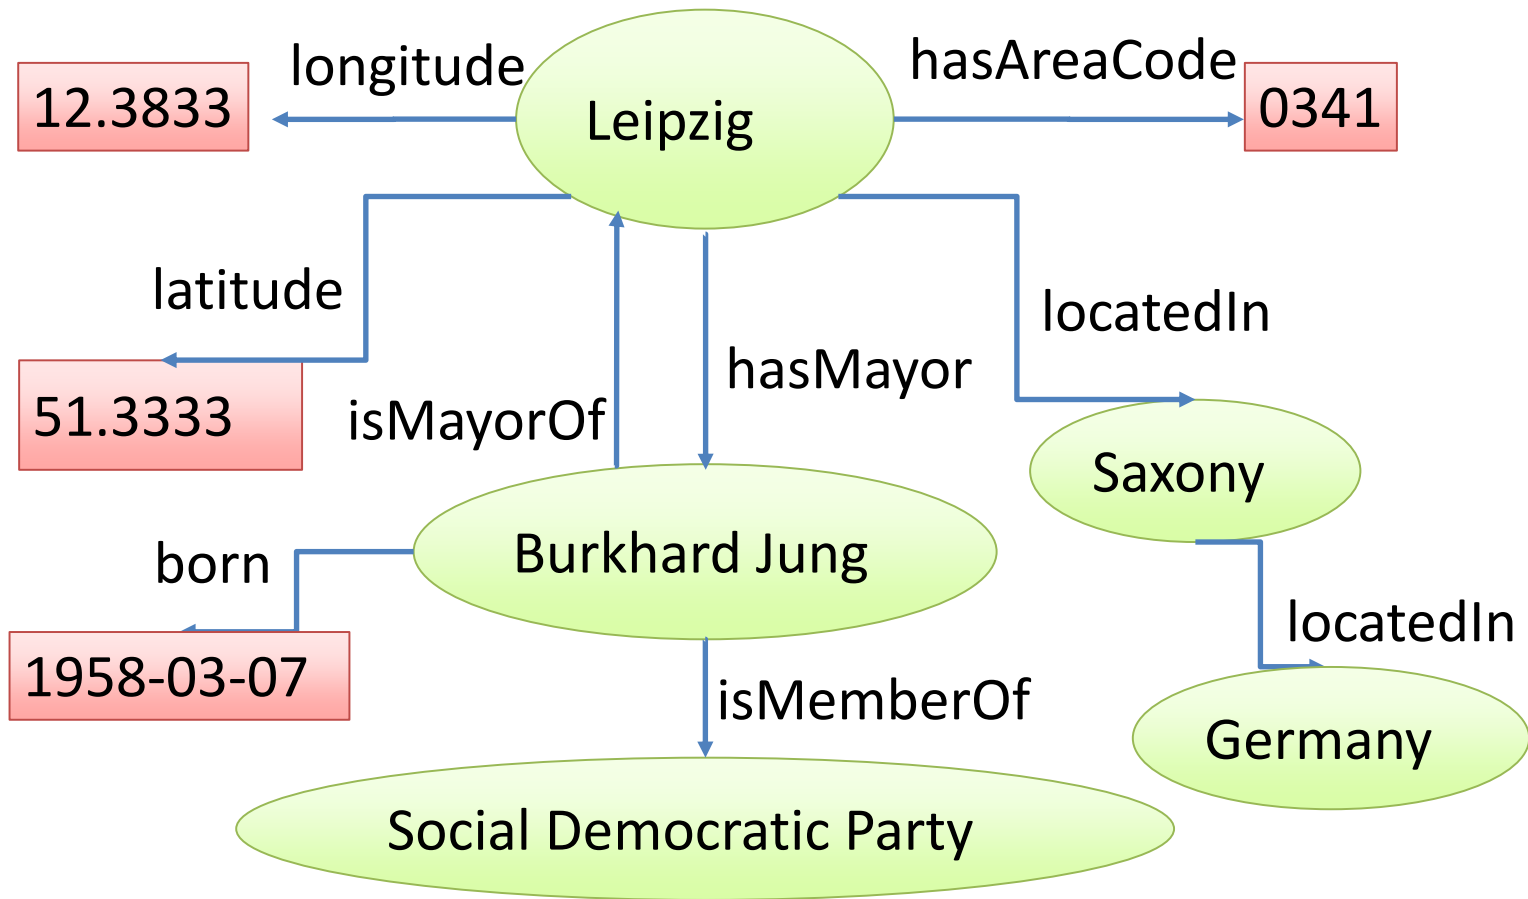 longitude
hasAreaCode
12.3833
Leipzig
0341
latitude
locatedIn
hasMayor
51.3333
isMayorOf
Saxony
born
Burkhard Jung
locatedIn
1958-03-07
isMemberOf
Germany
Social Democratic Party